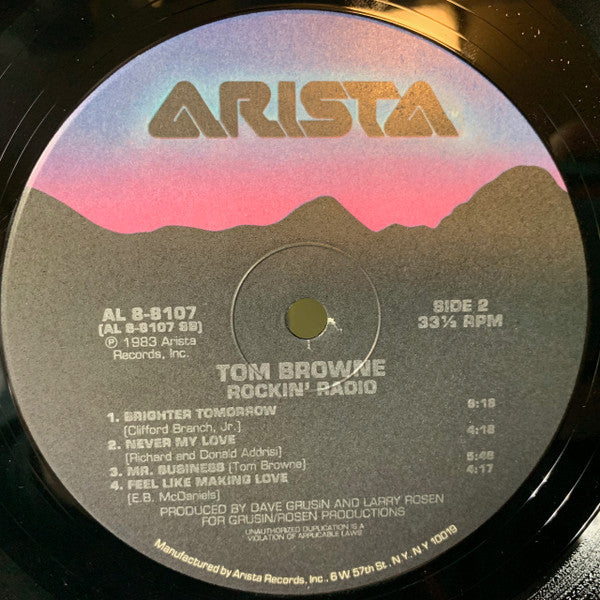 ARISTA
AL 8-8107
(AL 8-8107 SB)
℗ 1983 Arista
Records, Inc.
SIDE 2
33⅓ RPM
TOM BROWNE
ROCKIN' RADIO
1. BRIGHTER TOMORROW 6:18
[Clifford Branch, Jr.]
2. NEVER MY LOVE 4:18
[Richard and Donald Addrisi]
3. MR. BUSINESS [Tom Browne] 5:48
4. FEEL LIKE MAKING LOVE 4:17
[E.B. McDaniels]
PRODUCED BY DAVE GRUSIN AND LARRY ROSEN
FOR GRUSIN/ROSEN PRODUCTIONS
UNAUTHORIZED DUPLICATION IS A
VIOLATION OF APPLICABLE LAWS
Manufactured by Arista Records, Inc., 6 W 57th St., N.Y. NY 10019